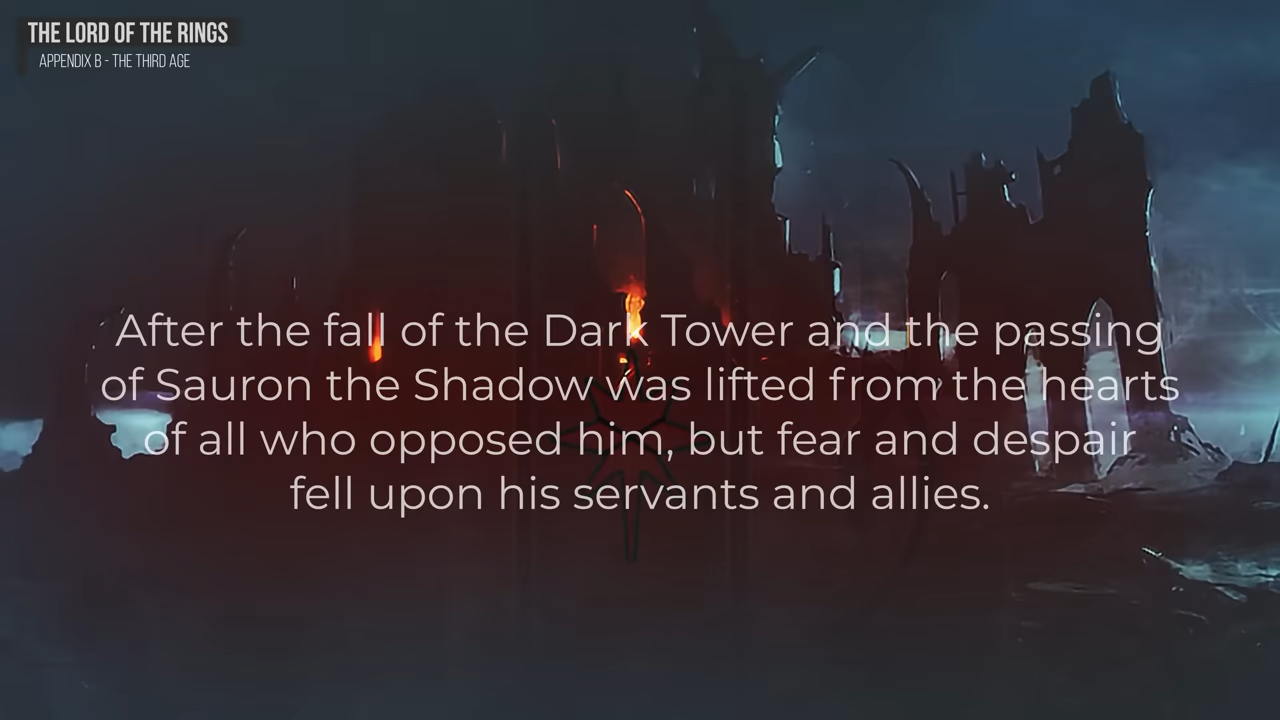 THE LORD OF THE RINGS
APPENDIX B - THE THIRD AGE
After the fall of the Dark Tower and the passing
of Sauron the Shadow was lifted from the hearts
of all who opposed him, but fear and despair
fell upon his servants and allies.